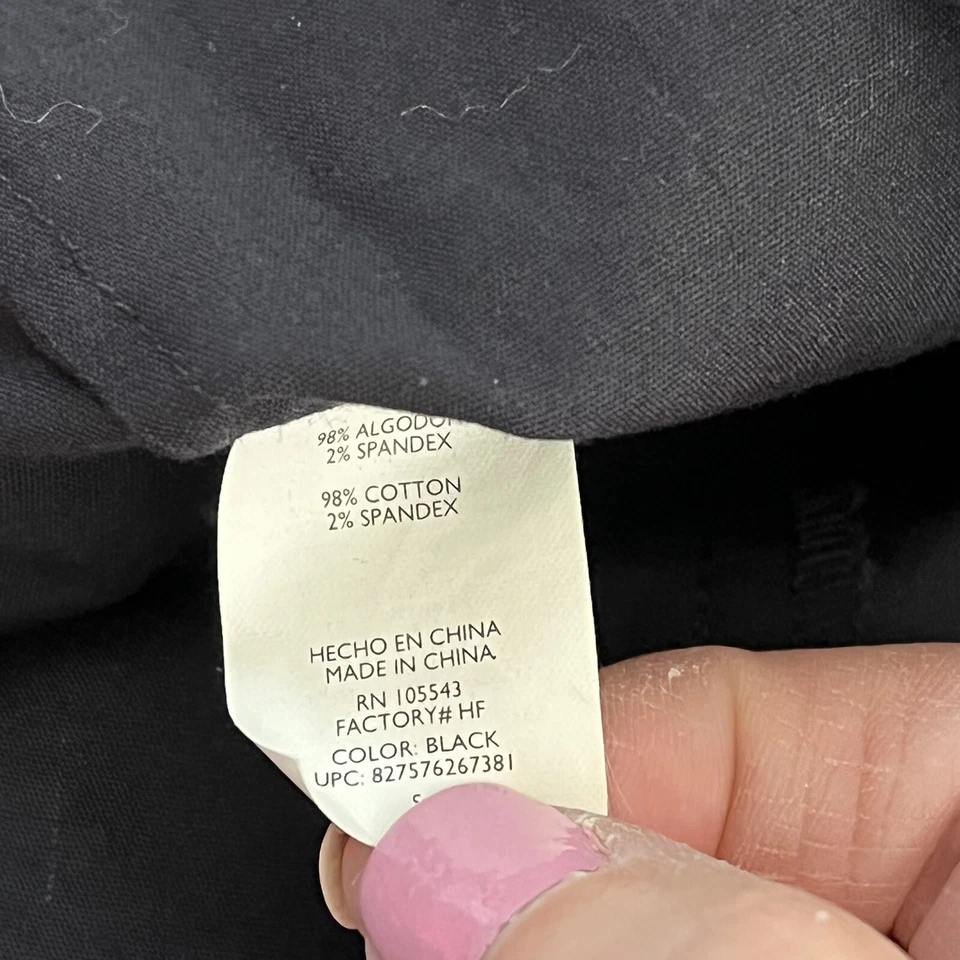 98% ALGODO
2% SPANDEX
98% COTTON
2% SPANDEX
HECHO EN CHINA
MADE IN CHINA
RN 105543
FACTORY# HF
COLOR: BLACK
UPC: 827576267381